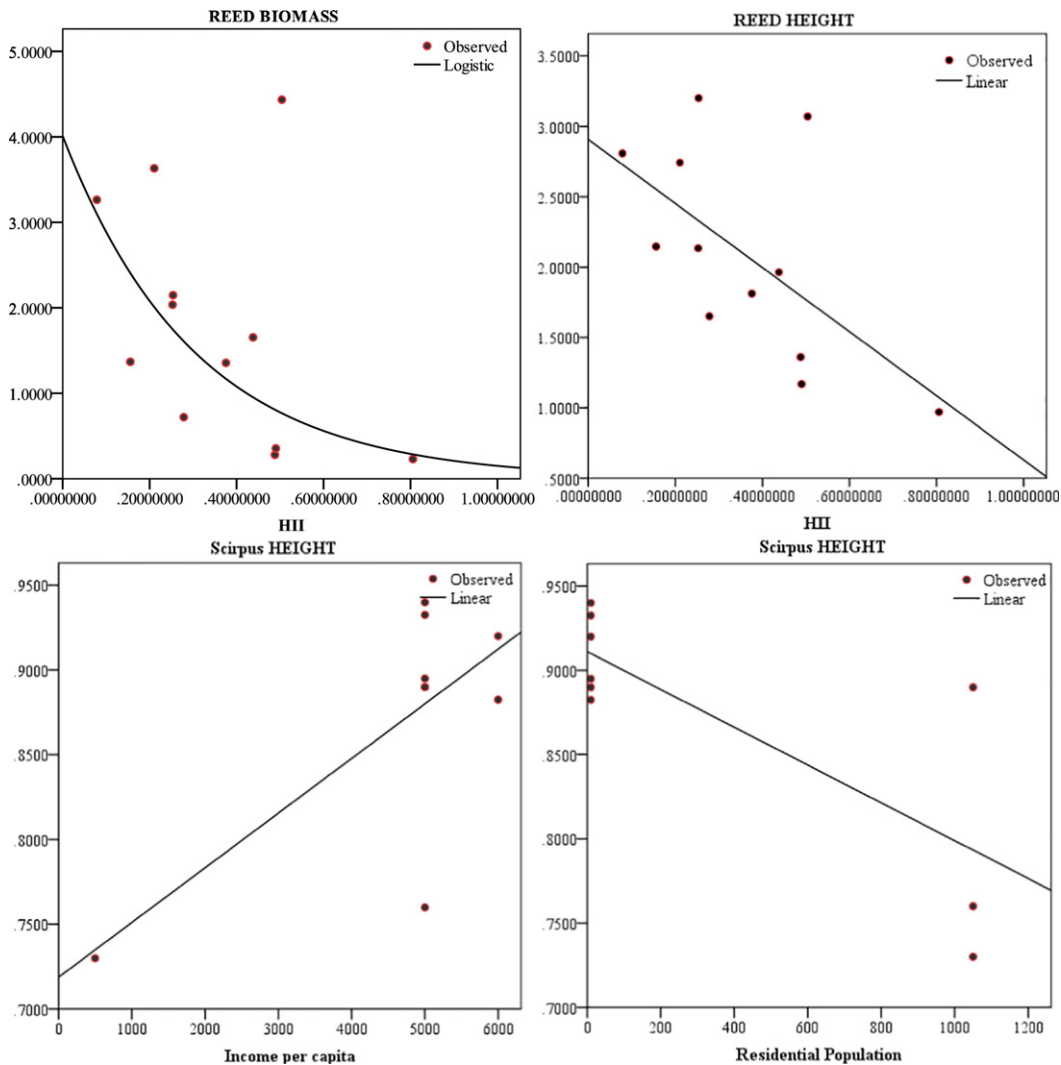 REED BIOMASS
Observed
Logistic
5.0000
4.0000
3.0000
2.0000
1.0000
.0000
.00000000 .20000000 .40000000 .60000000 .80000000 1.00000000
HII
REED HEIGHT
Observed
Linear
3.5000
3.0000
2.5000
2.0000
1.5000
1.0000
.5000
.00000000 .20000000 .40000000 .60000000 .80000000 1.00000000
HII
Scirpus HEIGHT
Observed
Linear
.9500
.9000
.8500
.8000
.7500
.7000
0 1000 2000 3000 4000 5000 6000
Income per capita
Scirpus HEIGHT
Observed
Linear
.9500
.9000
.8500
.8000
.7500
.7000
0 200 400 600 800 1000 1200
Residential Population